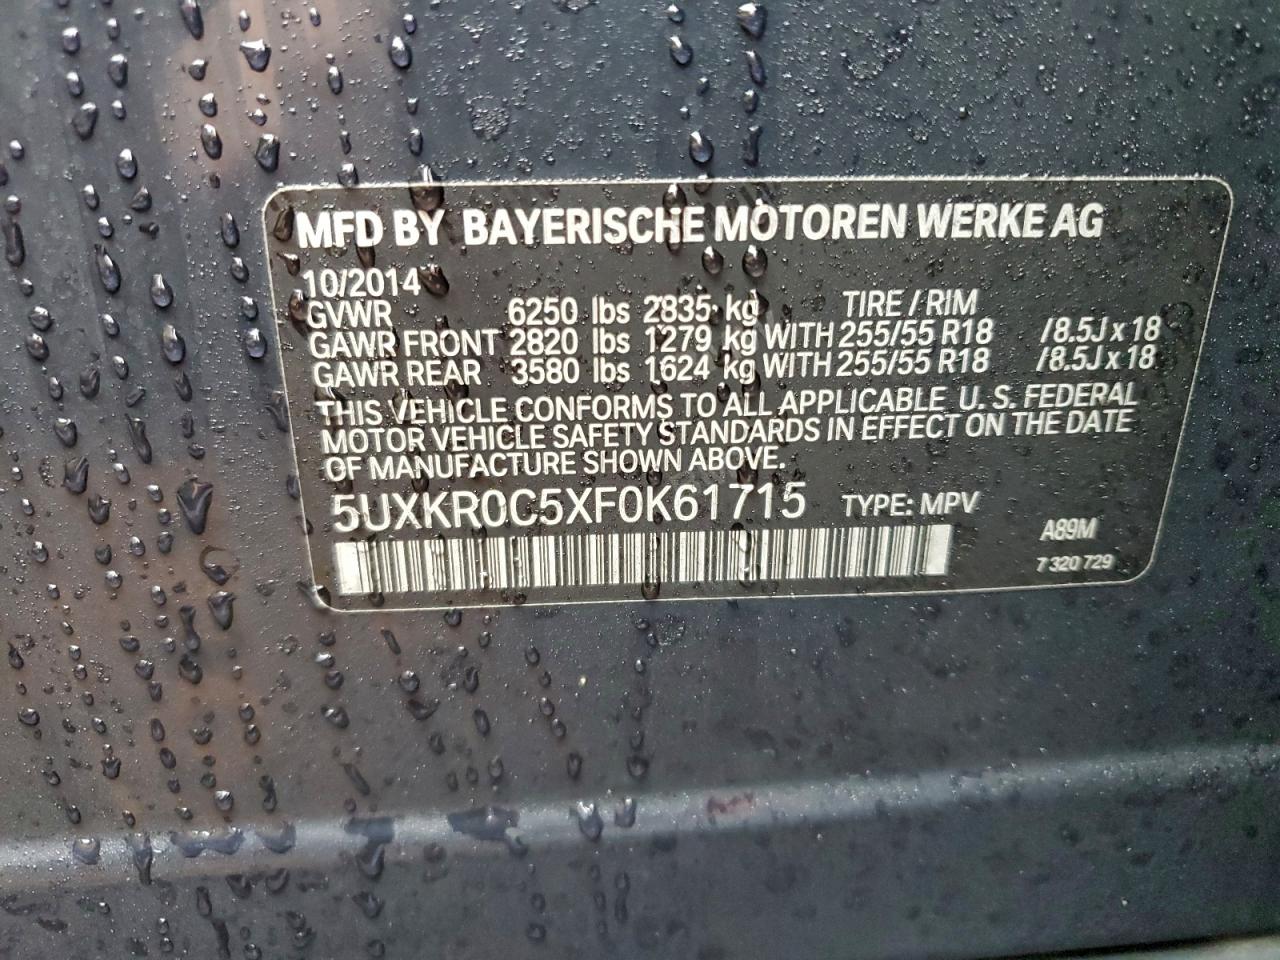 MFD BY BAYERISCHE MOTOREN WERKE AG
10/2014
GVWR 6250 lbs 2835 kg TIRE / RIM
GAWR FRONT 2820 lbs 1279 kg WITH 255/55 R18 /8.5J x 18
GAWR REAR 3580 lbs 1624 kg WITH 255/55 R18 /8.5J x 18
THIS VEHICLE CONFORMS TO ALL APPLICABLE U. S. FEDERAL
MOTOR VEHICLE SAFETY STANDARDS IN EFFECT ON THE DATE
OF MANUFACTURE SHOWN ABOVE.
5UXKR0C5XF0K61715 TYPE: MPV
A89M
7 320 729